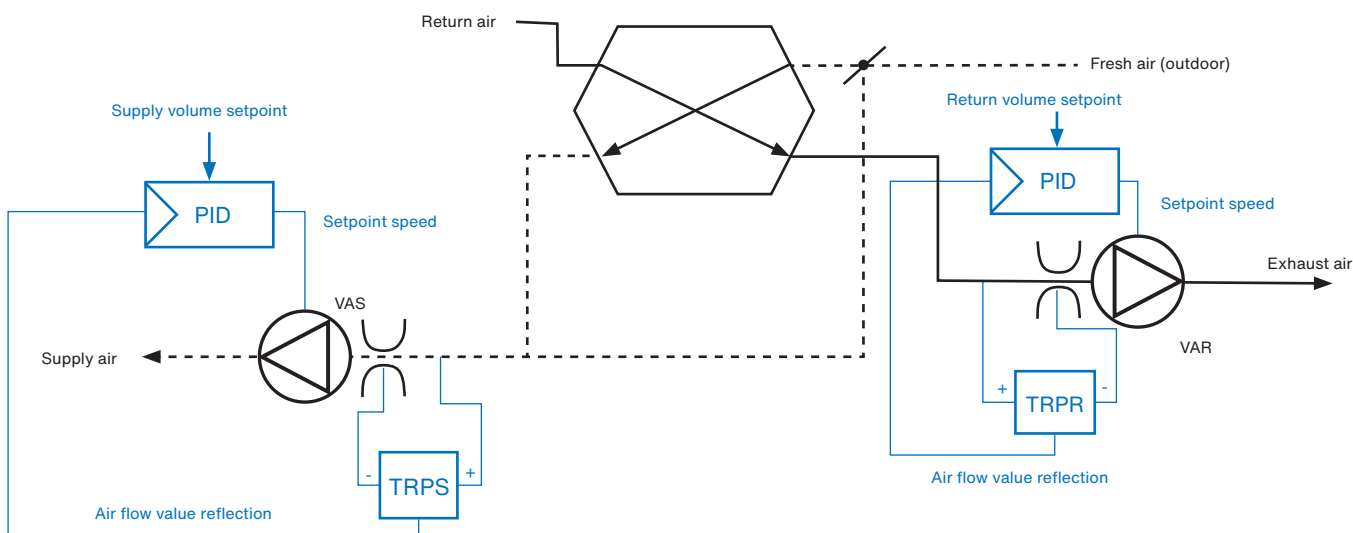 Return air
Fresh air (outdoor)
Supply volume setpoint
Return volume setpoint
PID
PID
Setpoint speed
Setpoint speed
Exhaust air
VAS
Supply air
VAR
+
-
TRPR
-
+
TRPS
Air flow value reflection
Air flow value reflection